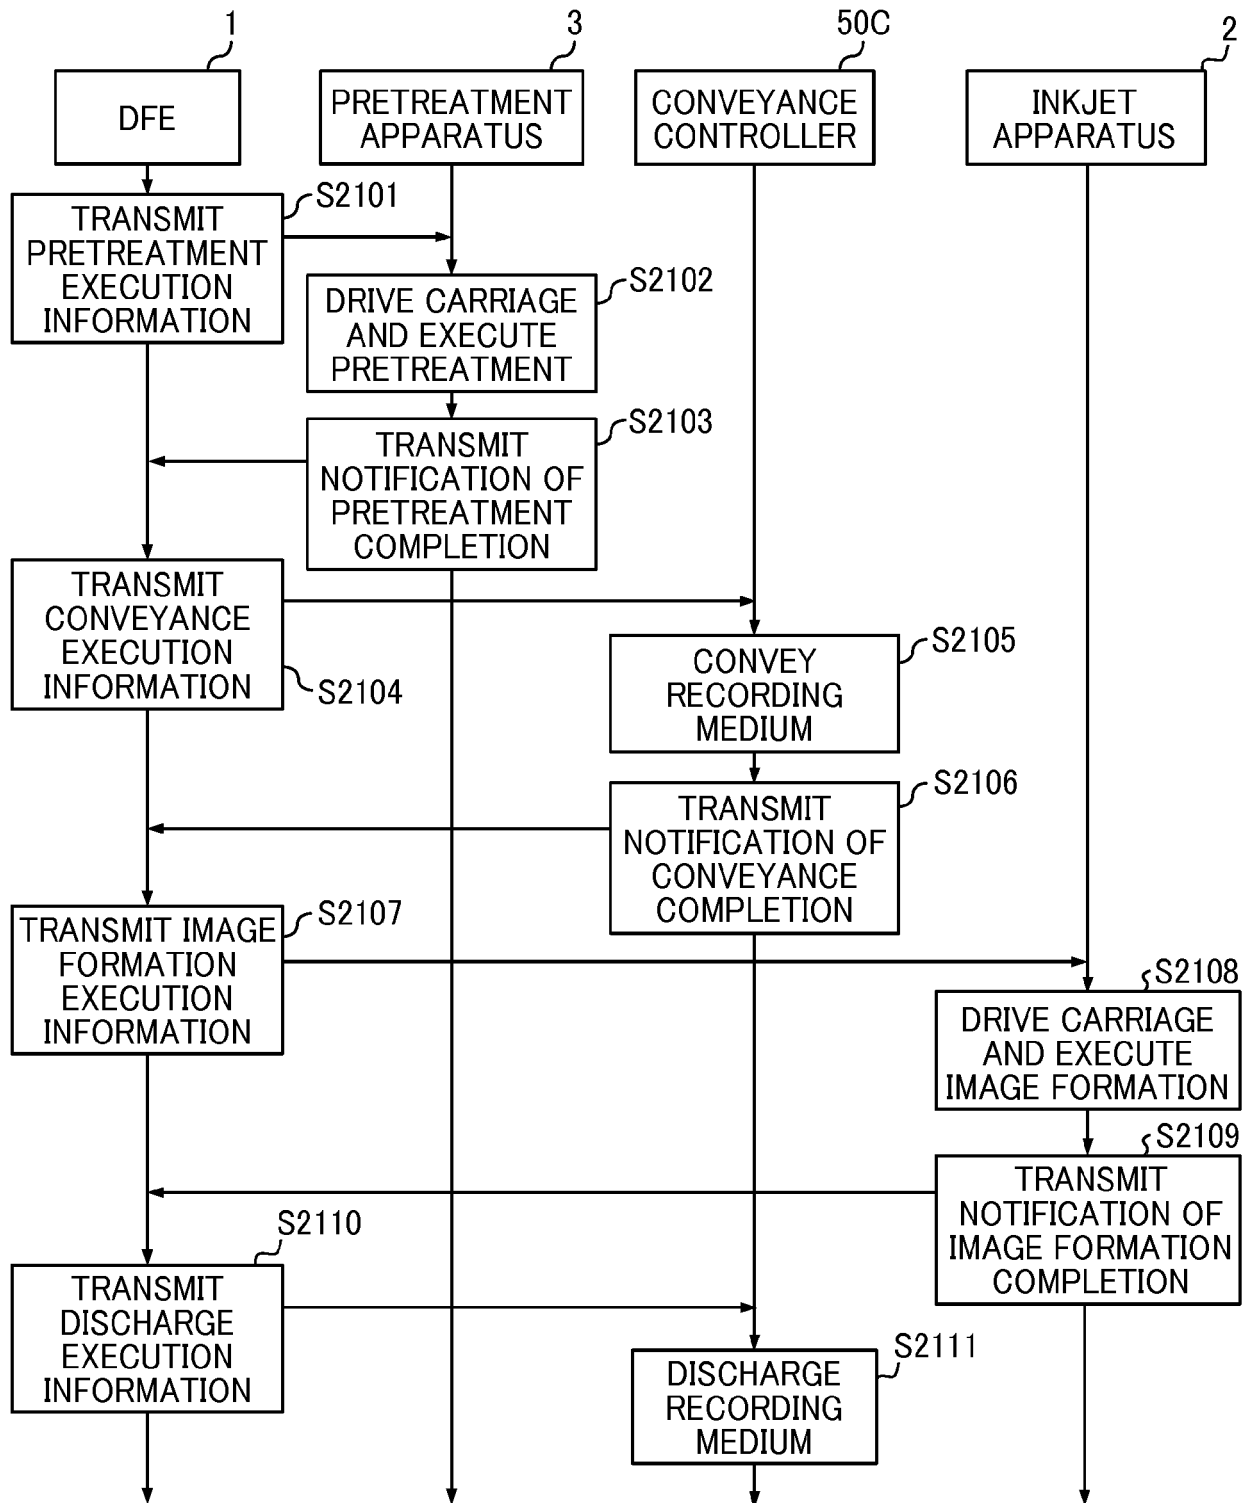 1
3
50C
2
DFE
PRETREATMENT
APPARATUS
CONVEYANCE
CONTROLLER
INKJET
APPARATUS
S2101
TRANSMIT
PRETREATMENT
EXECUTION
INFORMATION
S2102
DRIVE CARRIAGE
AND EXECUTE
PRETREATMENT
S2103
TRANSMIT
NOTIFICATION OF
PRETREATMENT
COMPLETION
TRANSMIT
CONVEYANCE
EXECUTION
INFORMATION
S2104
S2105
CONVEY
RECORDING
MEDIUM
S2106
TRANSMIT
NOTIFICATION OF
CONVEYANCE
COMPLETION
S2107
TRANSMIT IMAGE
FORMATION
EXECUTION
INFORMATION
S2108
DRIVE CARRIAGE
AND EXECUTE
IMAGE FORMATION
S2109
TRANSMIT
NOTIFICATION OF
IMAGE FORMATION
COMPLETION
S2110
TRANSMIT
DISCHARGE
EXECUTION
INFORMATION
S2111
DISCHARGE
RECORDING
MEDIUM